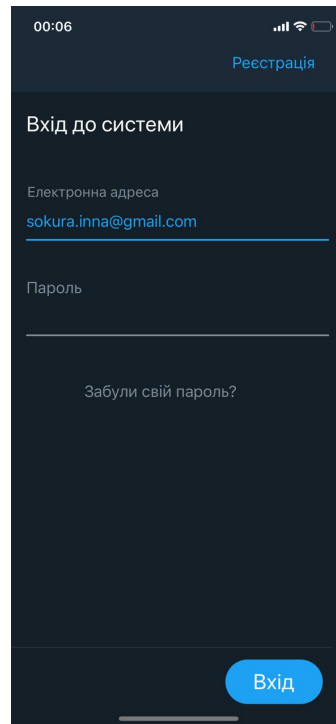 00:06
Реєстрація
Вхід до системи
Електронна адреса
sokura.inna@gmail.com
Пароль
Забули свій пароль?
Вхід